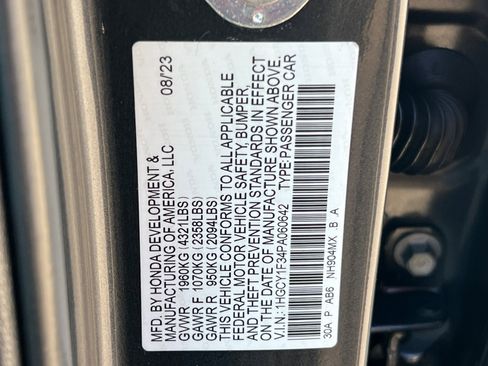 MFD. BY HONDA DEVELOPMENT & 08/23
MANUFACTURING OF AMERICA, LLC
GVWR 1960KG (4321LBS)
GAWR F 1070KG (2358LBS)
GAWR R 950KG (2094LBS)
THIS VEHICLE CONFORMS TO ALL APPLICABLE
FEDERAL MOTOR VEHICLE SAFETY, BUMPER,
AND THEFT PREVENTION STANDARDS IN EFFECT
ON THE DATE OF MANUFACTURE SHOWN ABOVE.
V.I.N.: 1HGCY1F34PA060642 TYPE: PASSENGER CAR
30A P AB6 NH904MX B .A